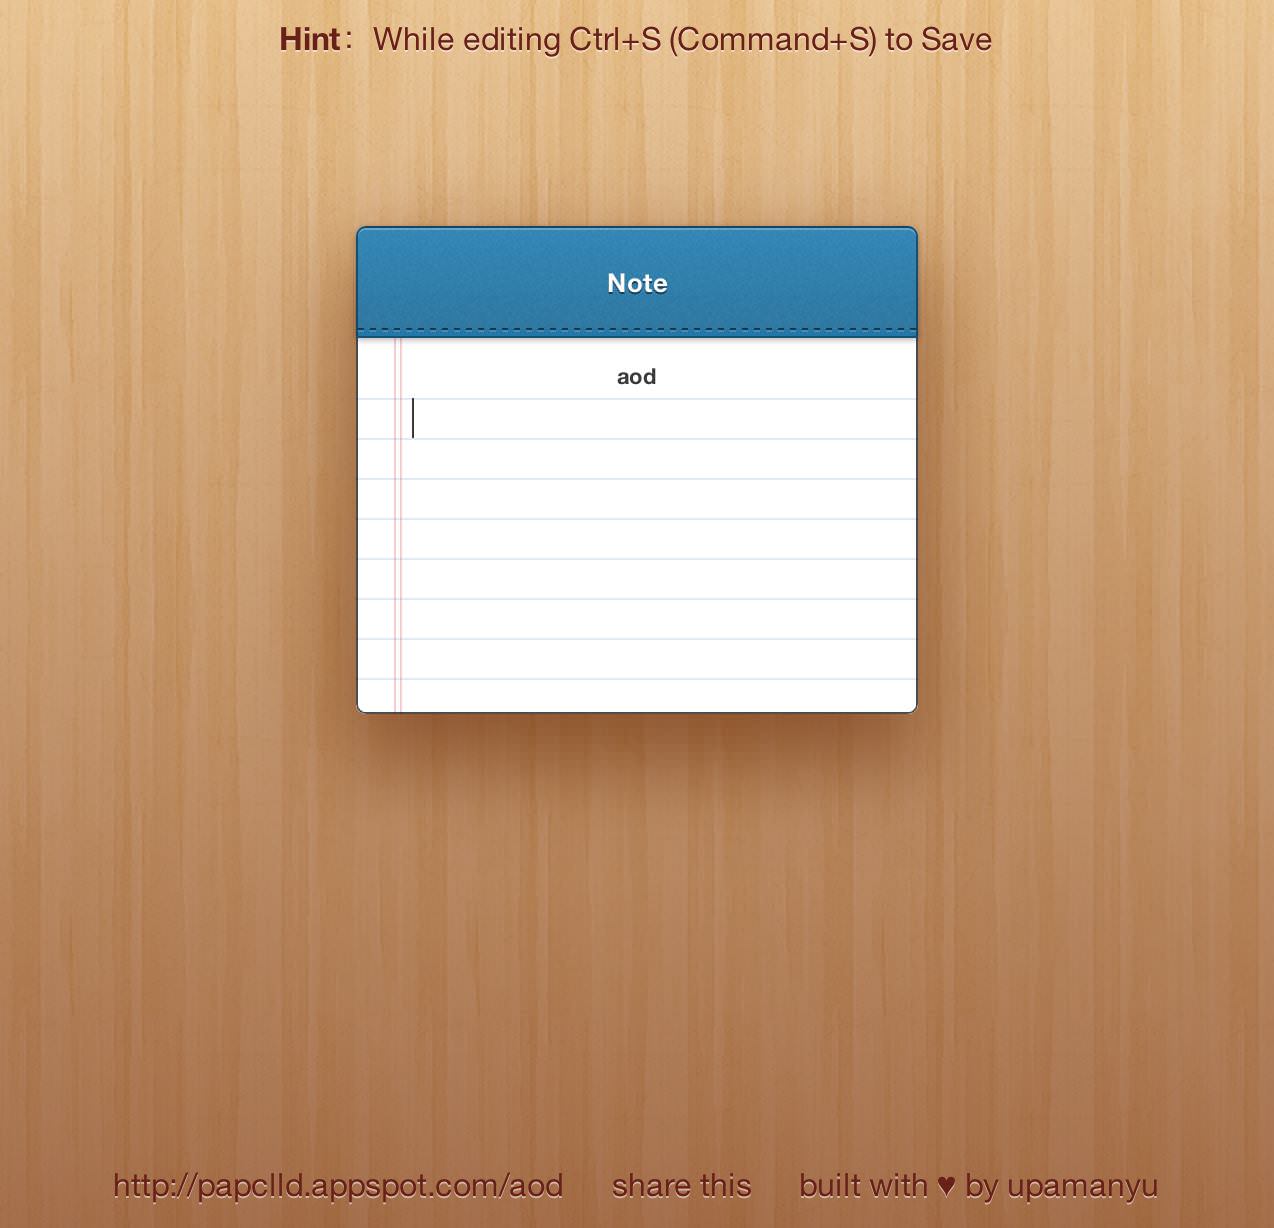 Hint: While editing Ctrl+S (Command+S) to Save
Note
aod
http://papclld.appspot.com/aod share this built with ♥ by upamanyu